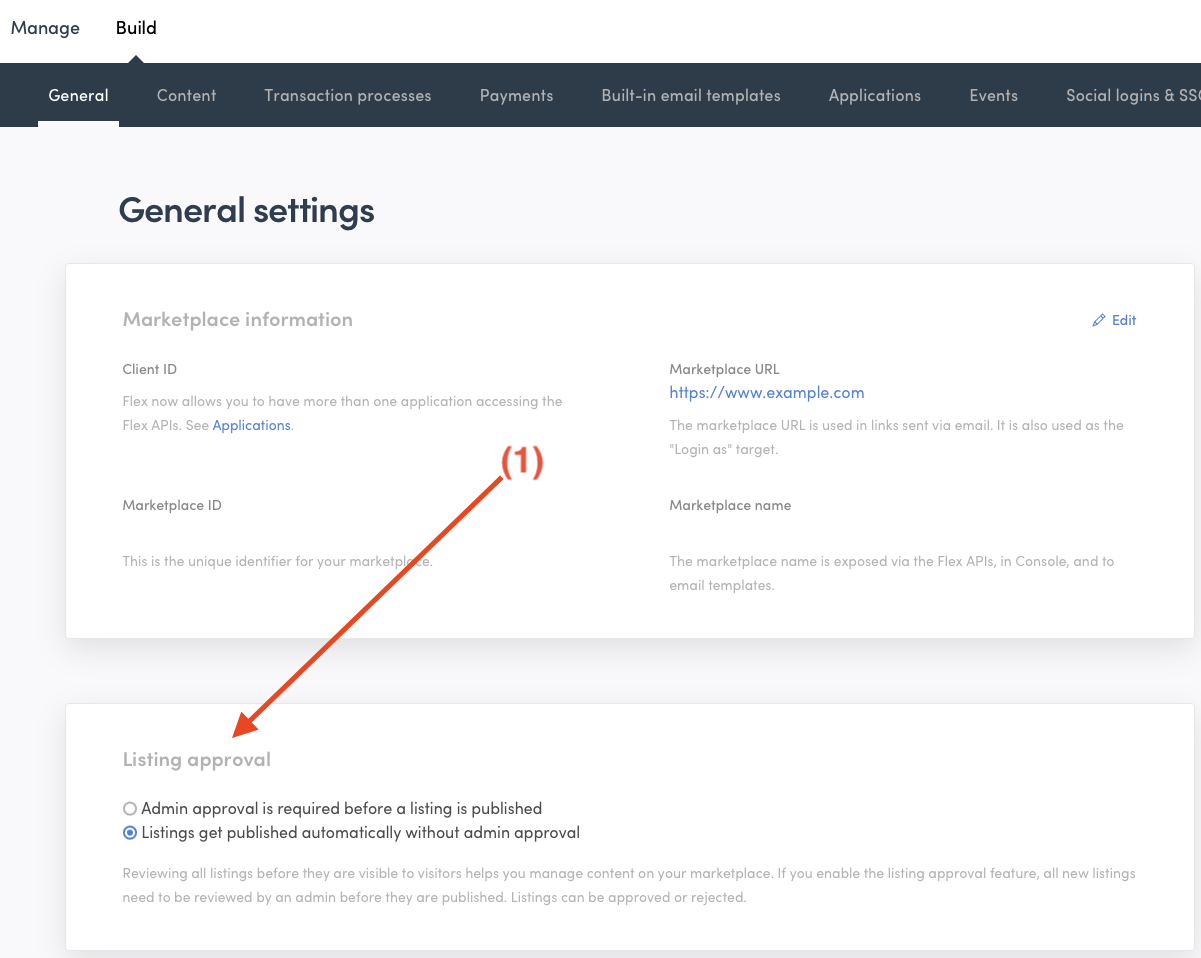 Manage Build
General Content Transaction processes Payments Built-in email templates Applications Events Social logins & SSO
General settings
Marketplace information
Edit
Client ID
Flex now allows you to have more than one application accessing the
Flex APIs. See Applications.
Marketplace URL
https://www.example.com
The marketplace URL is used in links sent via email. It is also used as the
"Login as" target.
(1)
Marketplace ID
This is the unique identifier for your marketplace.
Marketplace name
The marketplace name is exposed via the Flex APIs, in Console, and to
email templates.
Listing approval
Admin approval is required before a listing is published
Listings get published automatically without admin approval
Reviewing all listings before they are visible to visitors helps you manage content on your marketplace. If you enable the listing approval feature, all new listings
need to be reviewed by an admin before they are published. Listings can be approved or rejected.